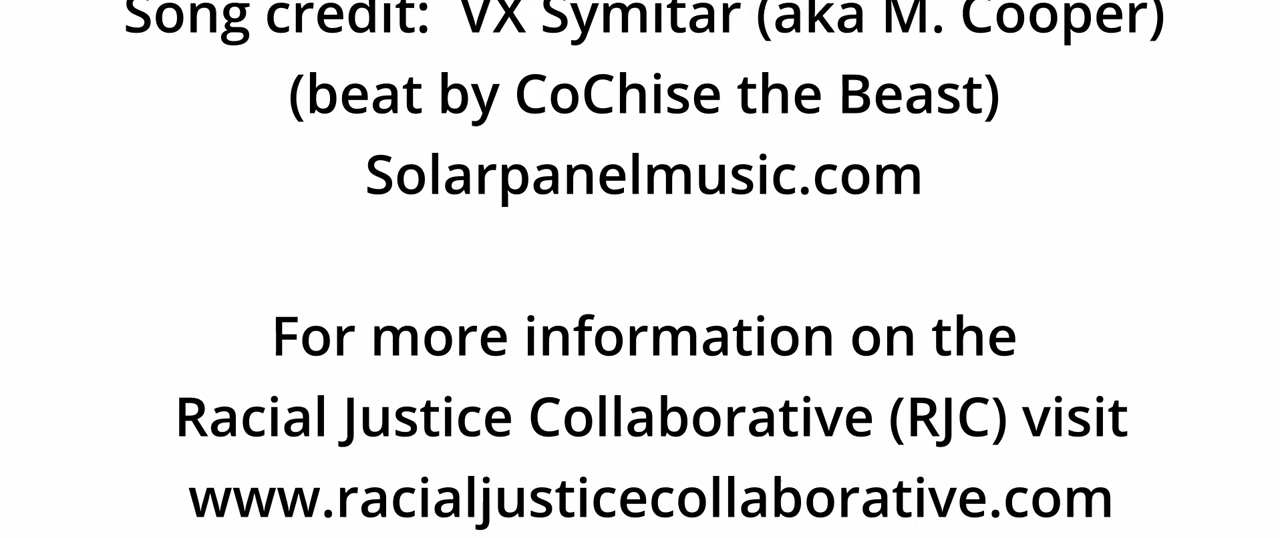 Song credit:  VX Symitar (aka M. Cooper)
(beat by CoChise the Beast)
Solarpanelmusic.com
For more information on the
Racial Justice Collaborative (RJC) visit
www.racialjusticecollaborative.com